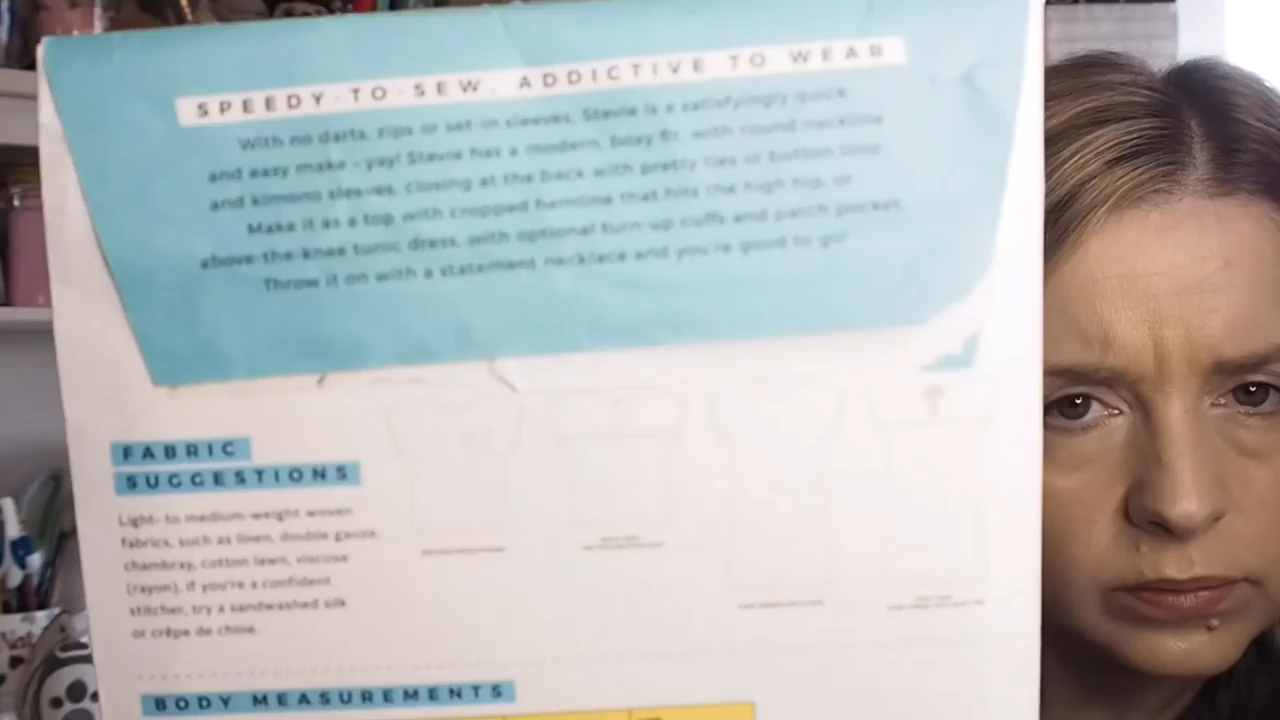 SPEEDY-TO-SEW, ADDICTIVE TO WEAR
With no darts, zips or set-in sleeves, Stevie is a satisfyingly quick
and easy make - yay! Stevie has a modern, boxy fit, with round neckline
and kimono sleeves, closing at the back with pretty ties or button loop.
Make it as a top with cropped hemline that hits the high hip, or
above-the-knee tunic dress, with optional turn-up cuffs and patch pocket.
Throw it on with a statement necklace and you're good to go!
FABRIC
SUGGESTIONS
Light- to medium-weight woven
fabrics, such as linen, double gauze,
chambray, cotton lawn, viscose
(rayon). If you're a confident
stitcher, try a sandwashed silk
or crêpe de chine.
BODY MEASUREMENTS